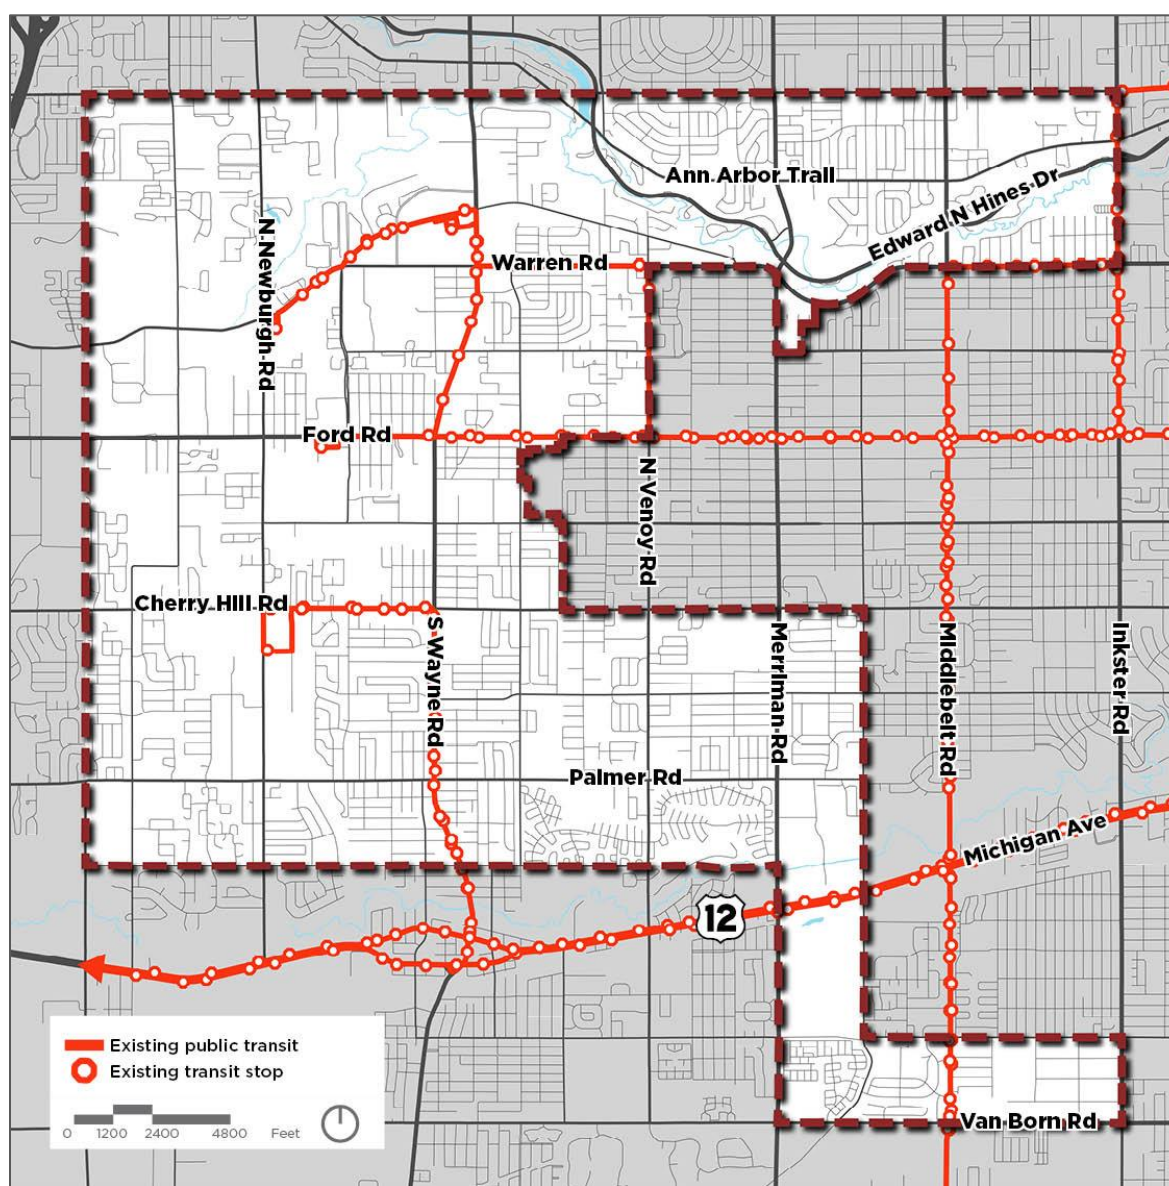 Ann Arbor Trail
Edward N Hines Dr
N Newburgh Rd
Warren Rd
Ford Rd
N Venoy Rd
Cherry Hill Rd
S Wayne Rd
Merriman Rd
Middlebelt Rd
Inkster Rd
Palmer Rd
Michigan Ave
12
Existing public transit
Existing transit stop
0 1200 2400 4800 Feet
Van Born Rd